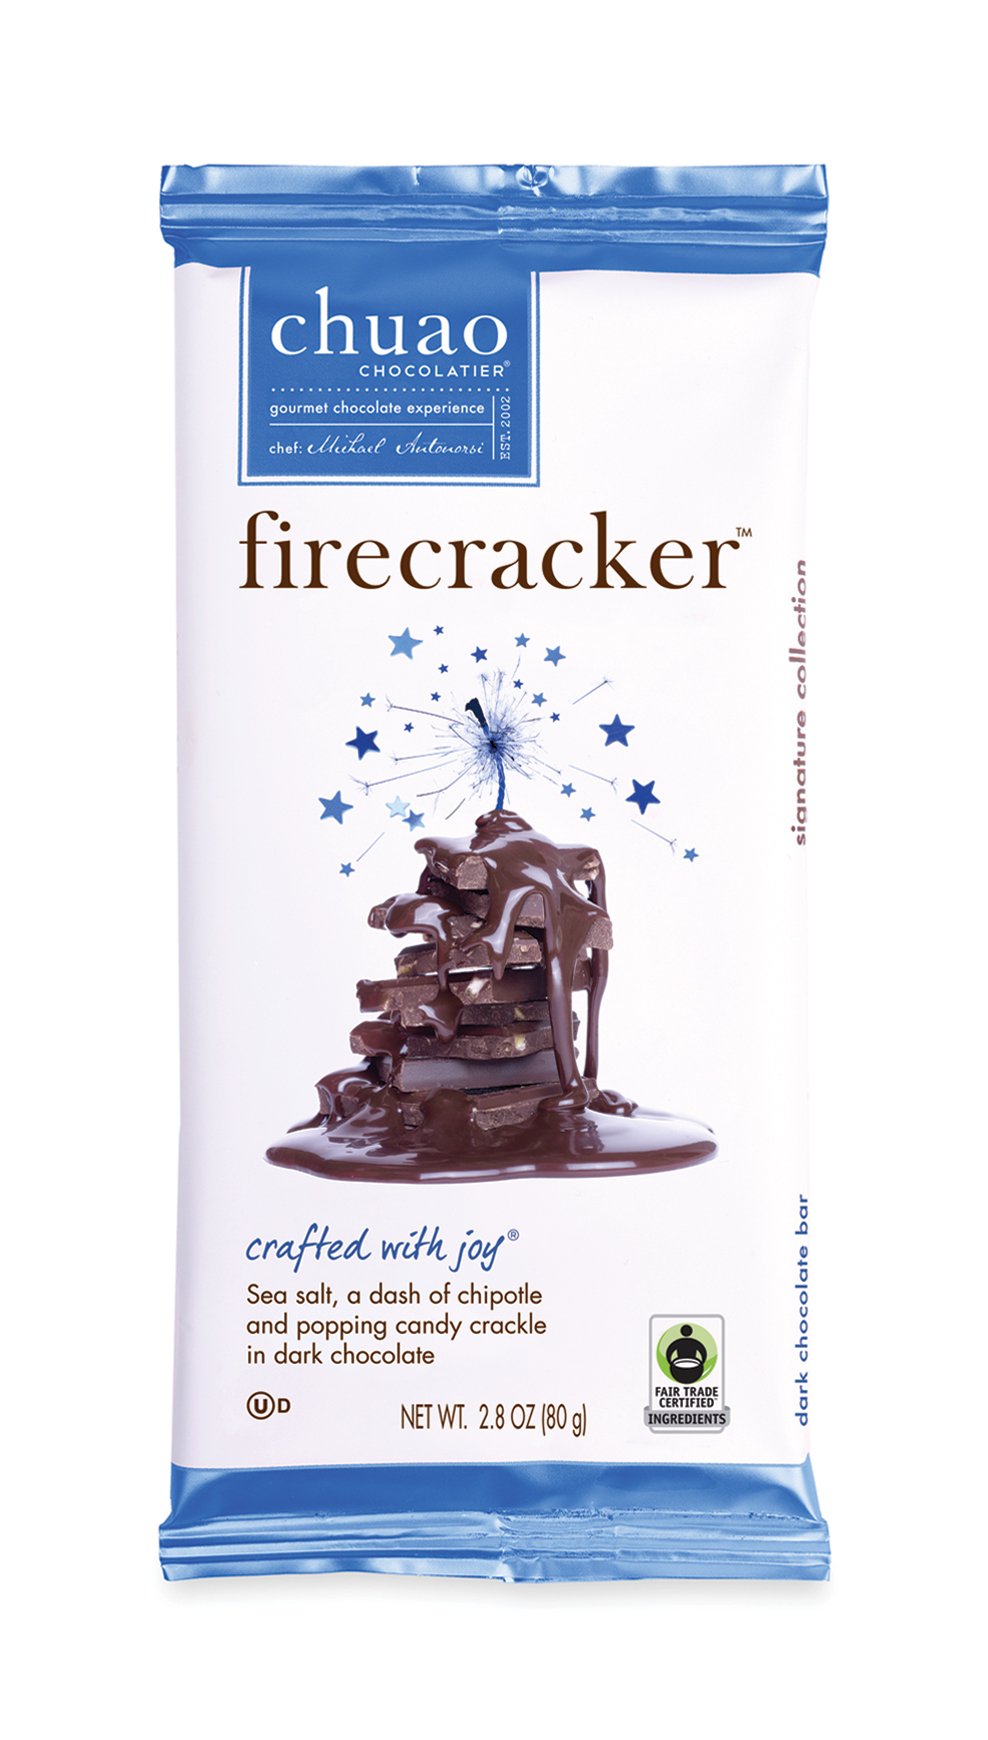 chuao
CHOCOLATIER®
gourmet chocolate experience
chef: Michael Antonorsi
EST. 2002
firecracker™
signature collection
crafted with joy®
Sea salt, a dash of chipotle
and popping candy crackle
in dark chocolate
U D
NET WT. 2.8 OZ (80 g)
FAIR TRADE
CERTIFIED™
INGREDIENTS
dark chocolate bar